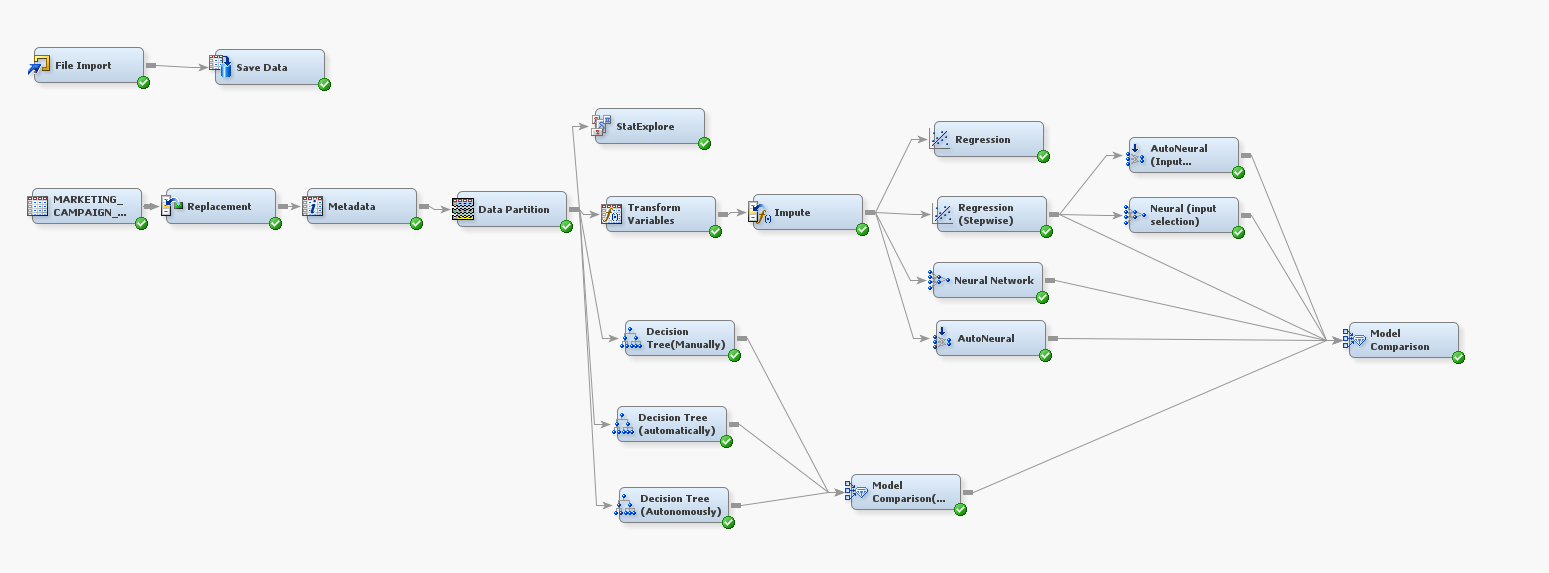 File Import
Save Data
StatExplore
Regression
AutoNeural
(Input...
MARKETING_
CAMPAIGN_...
Replacement
Metadata
Data Partition
Transform
Variables
Impute
Regression
(Stepwise)
Neural (input
selection)
Neural Network
Decision
Tree(Manually)
AutoNeural
Model
Comparison
Decision Tree
(automatically)
Decision Tree
(Autonomously)
Model
Comparison(...